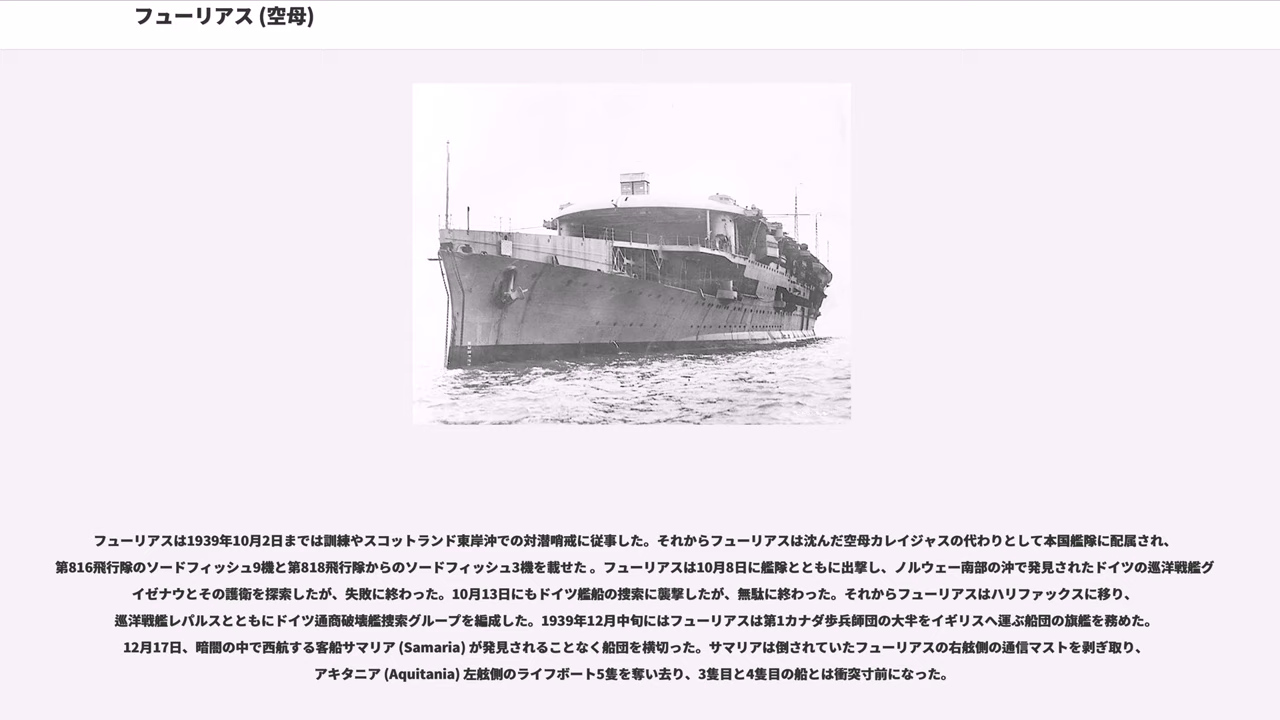 フューリアス (空母)
フューリアスは1939年10月2日までは訓練やスコットランド東岸沖での対潜哨戒に従事した。それからフューリアスは沈んだ空母カレイジャスの代わりとして本国艦隊に配属され、
第816飛行隊のソードフィッシュ9機と第818飛行隊からのソードフィッシュ3機を載せた 。フューリアスは10月8日に艦隊とともに出撃し、ノルウェー南部の沖で発見されたドイツの巡洋戦艦グ
イゼナウとその護衛を探索したが、失敗に終わった。10月13日にもドイツ艦船の捜索に襲撃したが、無駄に終わった。それからフューリアスはハリファックスに移り、
巡洋戦艦レパルスとともにドイツ通商破壊艦捜索グループを編成した。1939年12月中旬にはフューリアスは第1カナダ歩兵師団の大半をイギリスへ運ぶ船団の旗艦を務めた。
12月17日、暗闇の中で西航する客船サマリア (Samaria) が発見されることなく船団を横切った。サマリアは倒されていたフューリアスの右舷側の通信マストを剥ぎ取り、
アキタニア (Aquitania) 左舷側のライフボート5隻を奪い去り、3隻目と4隻目の船とは衝突寸前になった。